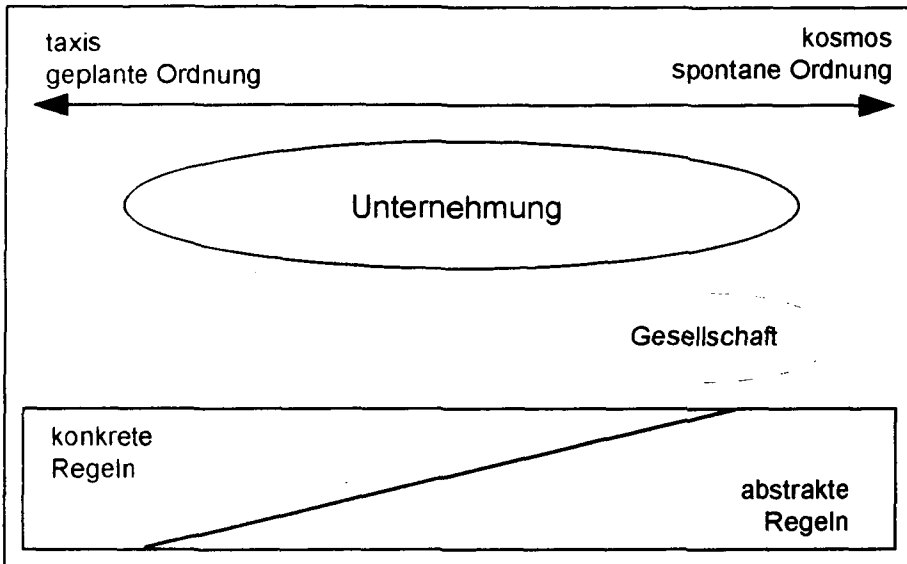 taxis
geplante Ordnung
kosmos
spontane Ordnung
Unternehmung
Gesellschaft
konkrete
Regeln
abstrakte
Regeln